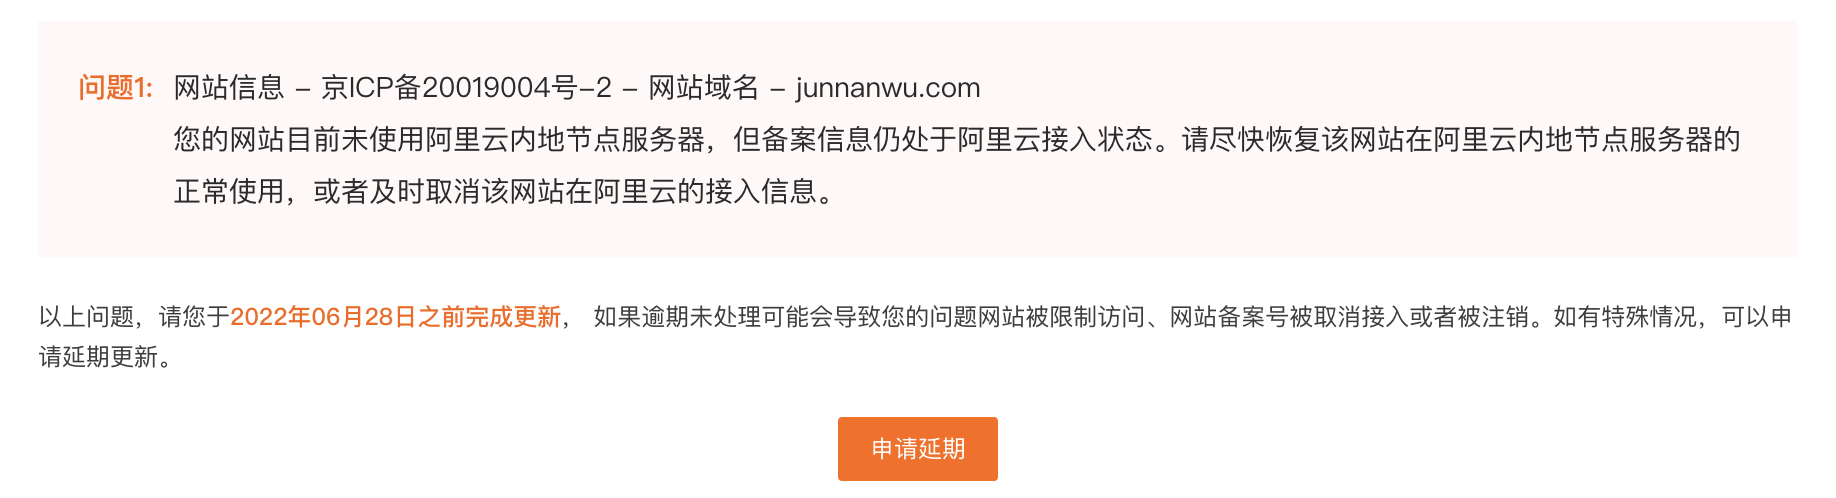 问题1: 网站信息 - 京ICP备20019004号-2 - 网站域名 - junnanwu.com
您的网站目前未使用阿里云内地节点服务器，但备案信息仍处于阿里云接入状态。请尽快恢复该网站在阿里云内地节点服务器的
正常使用，或者及时取消该网站在阿里云的接入信息。
以上问题，请您于2022年06月28日之前完成更新， 如果逾期未处理可能会导致您的问题网站被限制访问、网站备案号被取消接入或者被注销。如有特殊情况，可以申
请延期更新。
申请延期